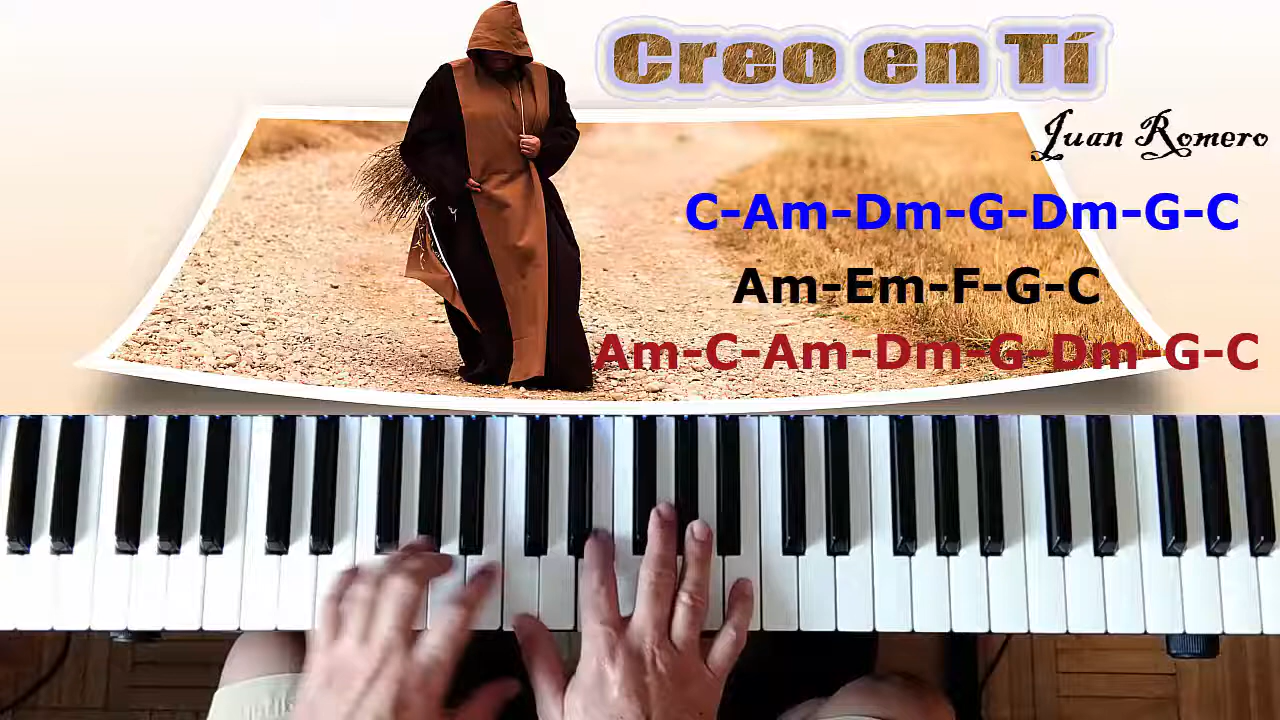 Creo en Tí
Juan Romero
C-Am-Dm-G-Dm-G-C
Am-Em-F-G-C
Am-C-Am-Dm-G-Dm-G-C